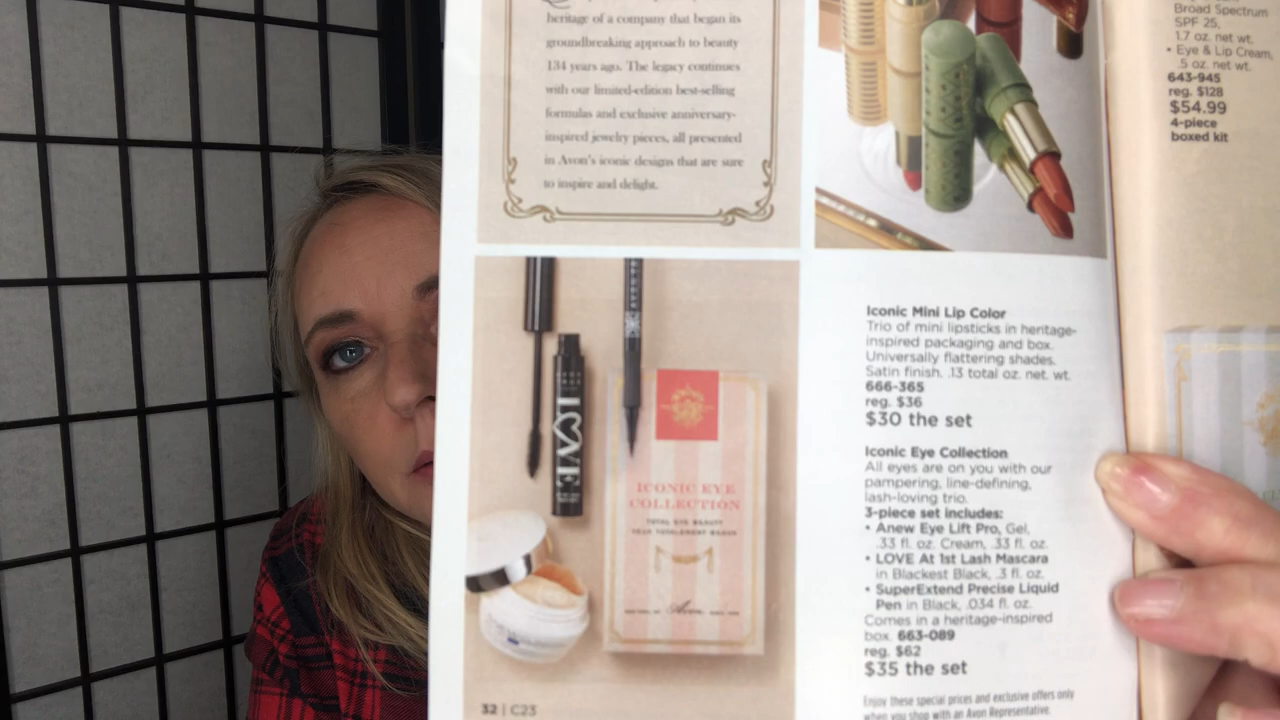 heritage of a company that began its
groundbreaking approach to beauty
134 years ago. The legacy continues
with our limited-edition best-selling
formulas and exclusive anniversary-
inspired jewelry pieces, all presented
in Avon's iconic designs that are sure
to inspire and delight.
LOVE
ICONIC EYE
COLLECTION
TOTAL EYE BEAUTY
Avon
32 | C23
Iconic Mini Lip Color
Trio of mini lipsticks in heritage-
inspired packaging and box.
Universally flattering shades.
Satin finish. .13 total oz. net. wt.
666-365
reg. $36
$30 the set
Iconic Eye Collection
All eyes are on you with our
pampering, line-defining,
lash-loving trio.
3-piece set includes:
• Anew Eye Lift Pro, Gel,
.33 fl. oz. Cream, .33 fl. oz.
• LOVE At 1st Lash Mascara
in Blackest Black, .3 fl. oz.
• SuperExtend Precise Liquid
Pen in Black, .034 fl. oz.
Comes in a heritage-inspired
box. 663-089
reg. $62
$35 the set
Enjoy these special prices and exclusive offers only
when you shop with an Avon Representative.
Broad Spectrum
SPF 25,
1.7 oz. net wt.
• Eye & Lip Cream,
.5 oz. net wt.
643-945
reg. $128
$54.99
4-piece
boxed kit